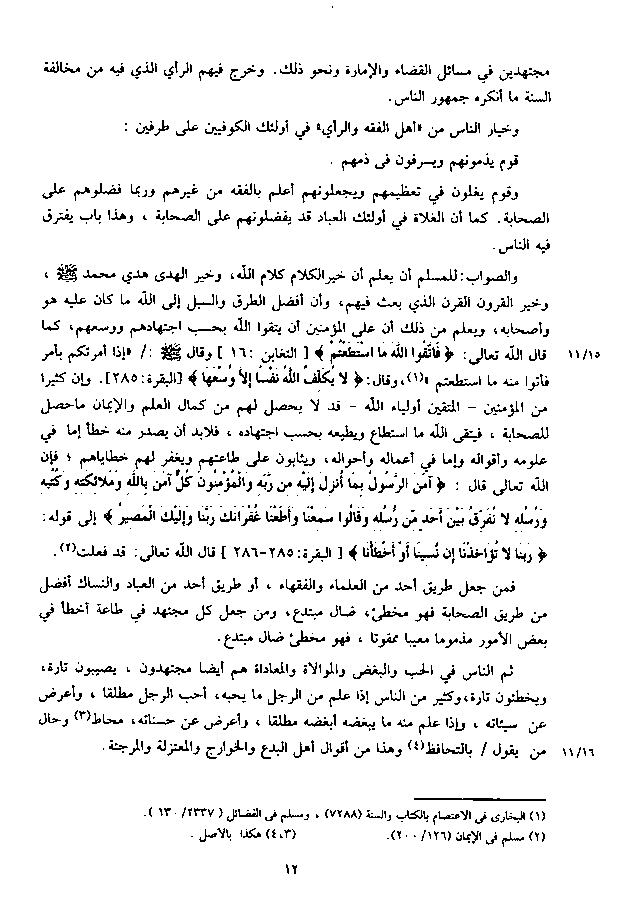 مجتهدين في مسائل القضاء والإمارة ونحو ذلك. وخرج فيهم الرأي الذي فيه من مخالفة
السنة ما أنكره جمهور الناس.
وخيار الناس من «أهل الفقه والرأي» في أولئك الكوفيين على طرفين :
قوم يذمونهم ويسرفون في ذمهم .
وقوم يغلون في تعظيمهم ويجعلونهم أعلم بالفقه من غيرهم وربما فضلوهم على
الصحابة. كما أن الغلاة في أولئك العباد قد يفضلونهم على الصحابة ، وهذا باب يفترق
فيه الناس.
والصواب: للمسلم أن يعلم أن خير الكلام كلام الله، وخير الهدى هدي محمد ﷺ ،
وخير القرون القرن الذي بعث فيهم، وأن أفضل الطرق والسبل إلى الله ما كان عليه هو
وأصحابه، ويعلم من ذلك أن على المؤمنين أن يتقوا الله بحسب اجتهادهم ووسعهم، كما
١١/١٥ قال الله تعالى: ﴿ فَاتَّقُوا اللَّهَ مَا اسْتَطَعْتُمْ ﴾ [ التغابن : ١٦ ] وقال ﷺ :/ «إذا أمرتكم بأمر
فأتوا منه ما استطعتم »(١)، وقال: ﴿ لا يُكَلِّفُ اللَّهُ نَفْسًا إِلاَّ وُسْعَهَا ﴾ [البقرة: ٢٨٥]. وإن كثيرا
من المؤمنين – المتقين أولياء الله – قد لا يحصل لهم من كمال العلم والإيمان ماحصل
للصحابة ، فيتقى الله ما استطاع ويطيعه بحسب اجتهاده ، فلابد أن يصدر منه خطأ إما في
علومه وأقواله وإما في أعماله وأحواله، ويثابون على طاعتهم ويغفر لهم خطاياهم ؛ فإن
الله تعالى قال : ﴿ آمَنَ الرَّسُولُ بِمَا أُنزِلَ إِلَيْهِ مِن رَّبِّهِ وَالْمُؤْمِنُونَ كُلٌّ آمَنَ بِاللَّهِ وَمَلائِكَتِهِ وَكُتُبِهِ
وَرُسُلِهِ لا نُفَرِّقُ بَيْنَ أَحَدٍ مِّن رُّسُلِهِ وَقَالُوا سَمِعْنَا وَأَطَعْنَا غُفْرَانَكَ رَبَّنَا وَإِلَيْكَ الْمَصِيرُ ﴾ إلى قوله:
﴿ رَبَّنَا لا تُؤَاخِذْنَا إِن نَّسِينَا أَوْ أَخْطَأْنَا ﴾ [ البقرة: ٢٨٥-٢٨٦ ] قال الله تعالى: قد فعلت(٢).
فمن جعل طريق أحد من العلماء والفقهاء ، أو طريق أحد من العباد والنساك أفضل
من طريق الصحابة فهو مخطئ، ضال مبتدع، ومن جعل كل مجتهد في طاعة أخطأ في
بعض الأمور مذموما معيبا ممقوتا ، فهو مخطئ ضال مبتدع.
ثم الناس في الحب والبغض والموالاة والمعاداة هم أيضا مجتهدون ، يصيبون تارة،
ويخطئون تارة، وكثير من الناس إذا علم من الرجل ما يحبه، أحب الرجل مطلقا ، وأعرض
عن سيئاته ، وإذا علم منه ما يبغضه أبغضه مطلقا ، وأعرض عن حسناته، محاط(٣) وحال
١١/١٦ من يقول / بالتحافظ(٤) وهذا من أقوال أهل البدع والخوارج والمعتزلة والمرجئة.
(١) البخارى في الاعتصام بالكتاب والسنة (٧٢٨٨) ، ومسلم في الفضائل ( ٢٣٣٧/ ١٣٠ ).
(٢) مسلم في الإيمان (١٢٦/ ٢٠٠). (٣،٤) هكذا بالأصل .
١٢